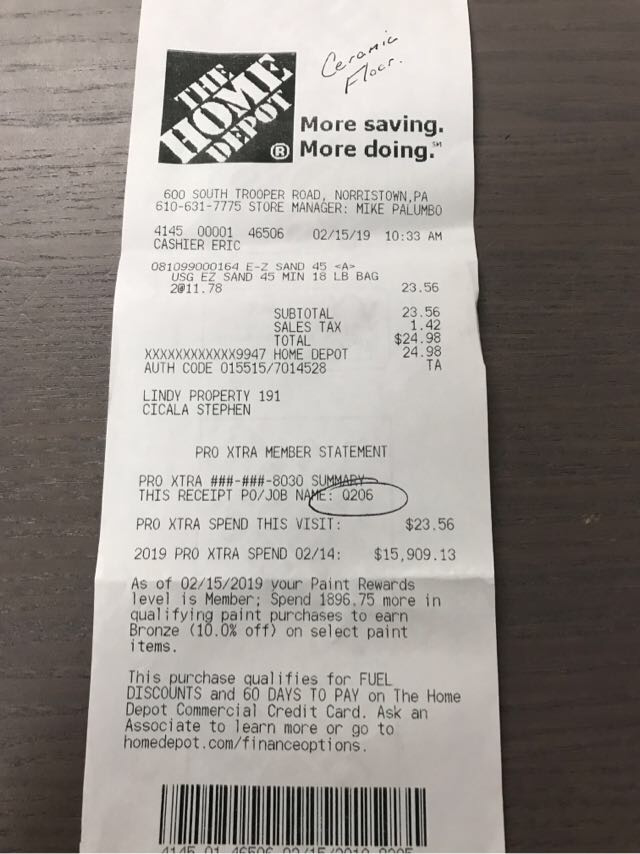 Ceramic
Floor.
THE
HOME
DEPOT
®
More saving.
More doing.℠
600 SOUTH TROOPER ROAD, NORRISTOWN,PA
610-631-7775 STORE MANAGER: MIKE PALUMBO
4145 00001 46506 02/15/19 10:33 AM
CASHIER ERIC
081099000164 E-Z SAND 45 <A>
USG EZ SAND 45 MIN 18 LB BAG
2@11.78 23.56
SUBTOTAL 23.56
SALES TAX 1.42
TOTAL $24.98
XXXXXXXXXXXX9947 HOME DEPOT 24.98
AUTH CODE 015515/7014528 TA
LINDY PROPERTY 191
CICALA STEPHEN
PRO XTRA MEMBER STATEMENT
PRO XTRA ###-###-8030 SUMMARY
THIS RECEIPT PO/JOB NAME: Q206
PRO XTRA SPEND THIS VISIT: $23.56
2019 PRO XTRA SPEND 02/14: $15,909.13
As of 02/15/2019 your Paint Rewards
level is Member; Spend 1896.75 more in
qualifying paint purchases to earn
Bronze (10.0% off) on select paint
items.
This purchase qualifies for FUEL
DISCOUNTS and 60 DAYS TO PAY on The Home
Depot Commercial Credit Card. Ask an
Associate to learn more or go to
homedepot.com/financeoptions.